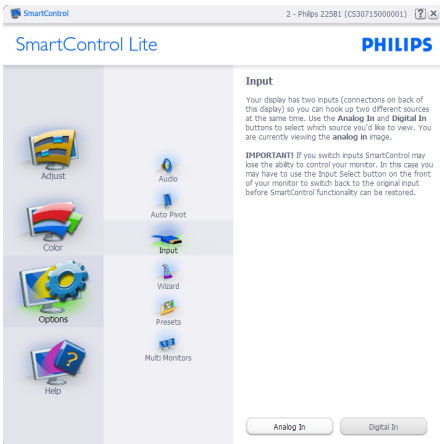 SmartControl
2 - Philips 225B1 (CS30715000001)
SmartControl Lite
PHILIPS
Adjust
Color
Options
Help
Audio
Auto Pivot
Input
Wizard
Presets
Multi Monitors
Input
Your display has two inputs (connections on back of
this display) so you can hook up two different sources
at the same time. Use the Analog In and Digital In
buttons to select which source you'd like to view. You
are currently viewing the analog in image.
IMPORTANT! If you switch inputs SmartControl may
lose the ability to control your monitor. In this case you
may have to use the Input Select button on the front
of your monitor to switch back to the original input
before SmartControl functionality can be restored.
Analog In
Digital In